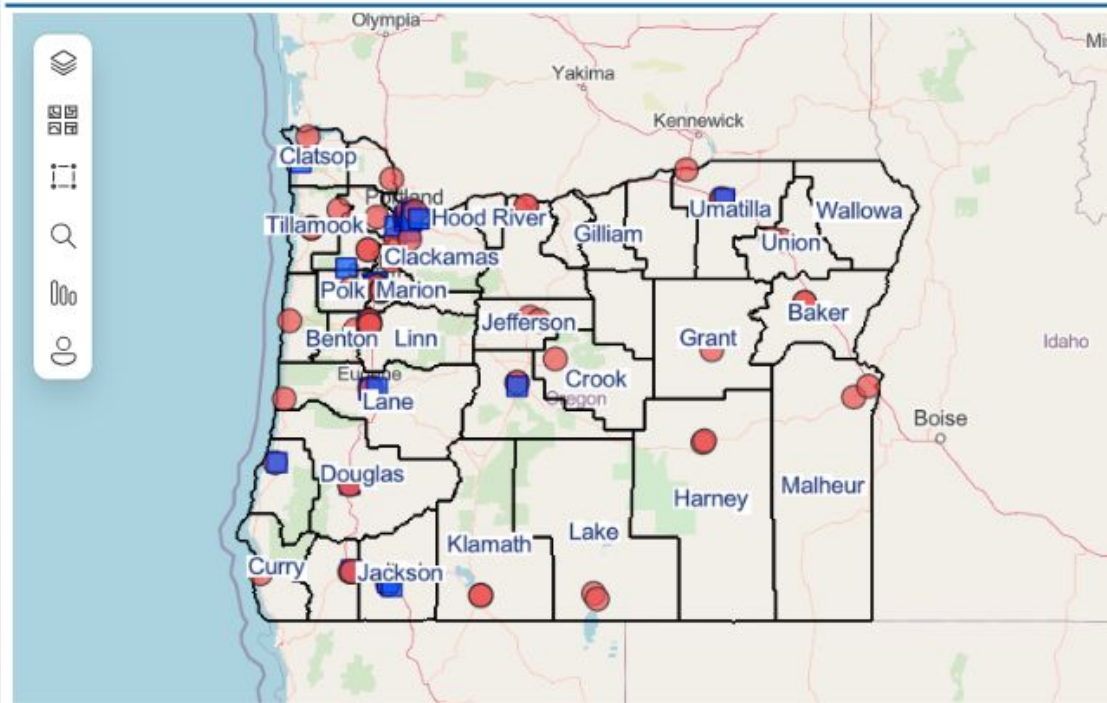 Olympia
Mi
Yakima
Kennewick
Clatsop
Portland
Tillamook
Hood River
Umatilla
Wallowa
Gilliam
Union
Clackamas
Polk
Marion
Baker
Jefferson
Benton
Linn
Grant
Idaho
Eugene
Lane
Crook
Oregon
Boise
Douglas
Malheur
Harney
Lake
Klamath
Curry
Jackson